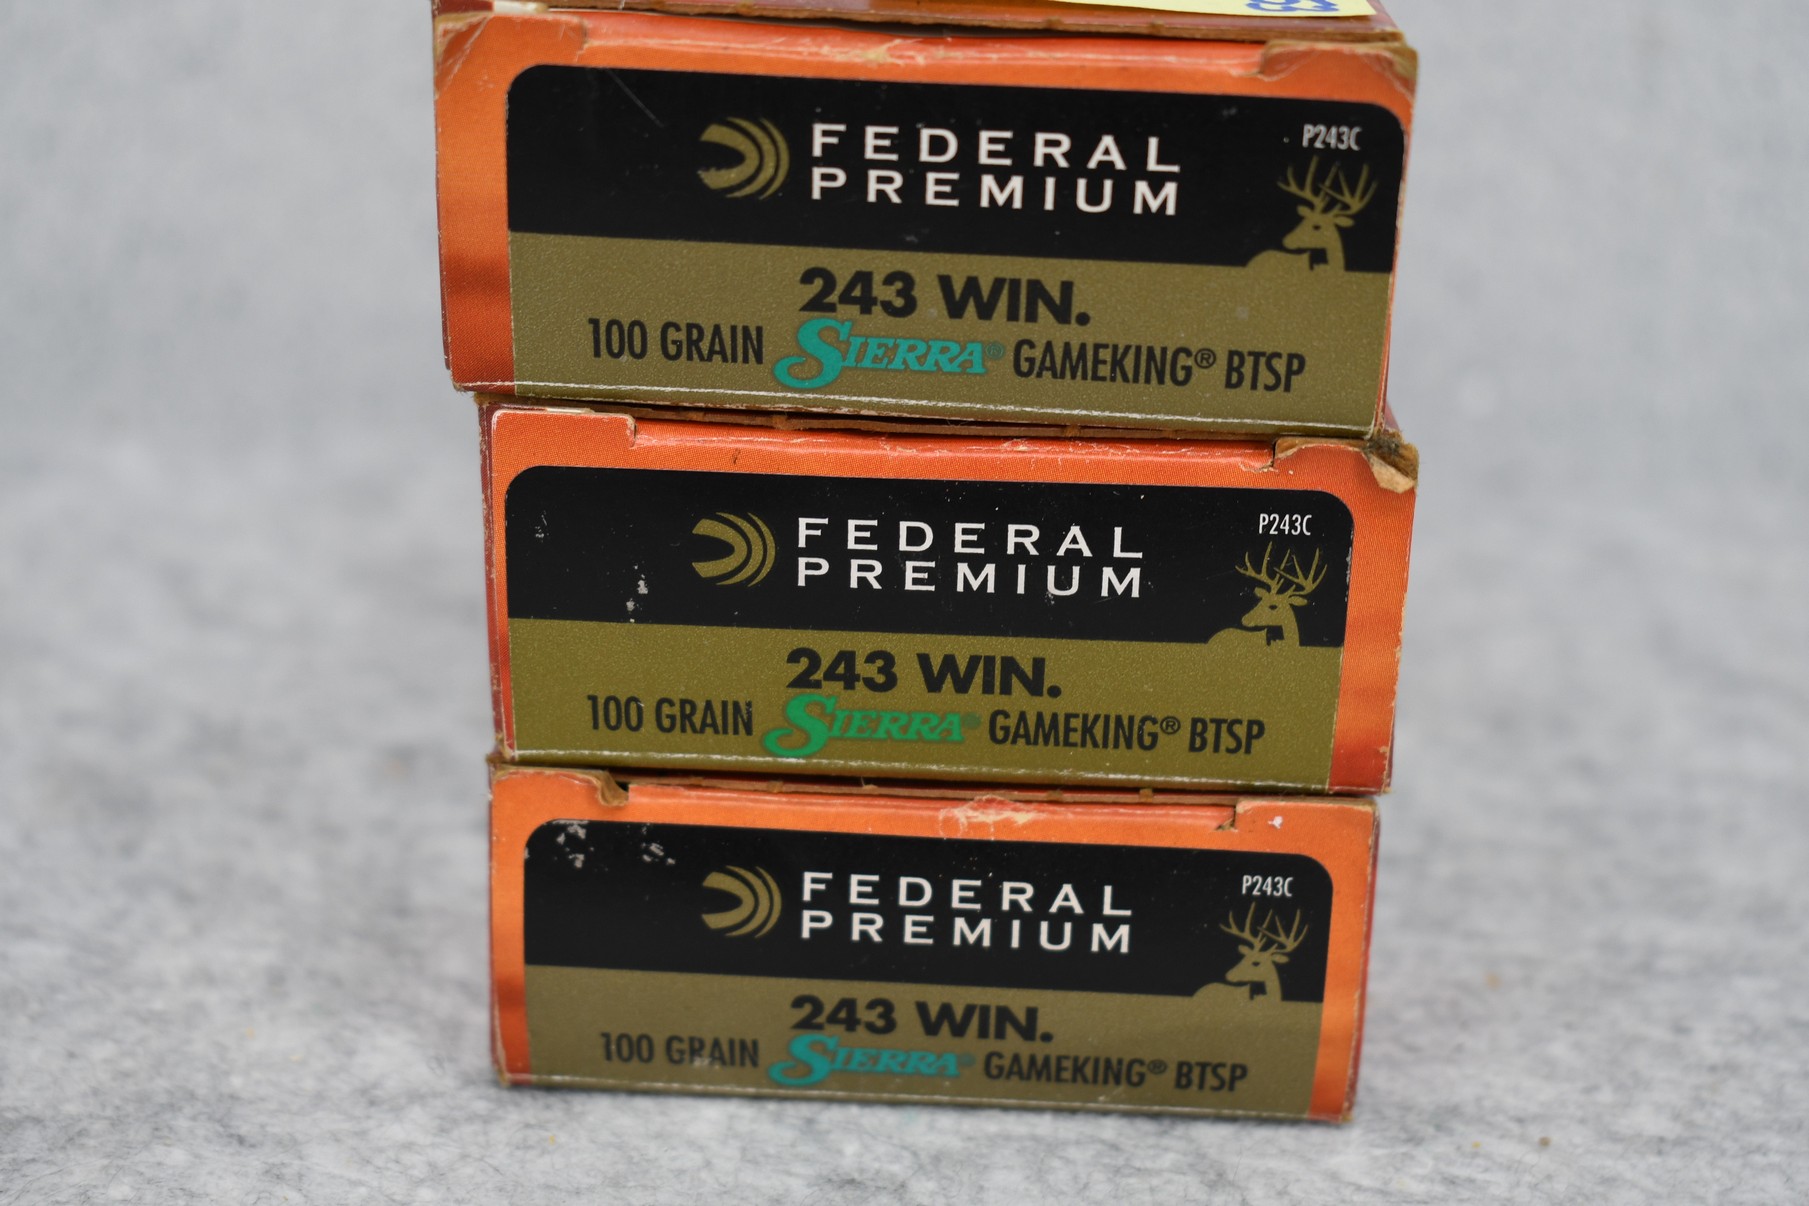 FEDERAL
PREMIUM
P243C
243 WIN.
100 GRAIN SIERRA® GAMEKING® BTSP
FEDERAL
PREMIUM
P243C
243 WIN.
100 GRAIN SIERRA® GAMEKING® BTSP
FEDERAL
PREMIUM
P243C
243 WIN.
100 GRAIN SIERRA® GAMEKING® BTSP